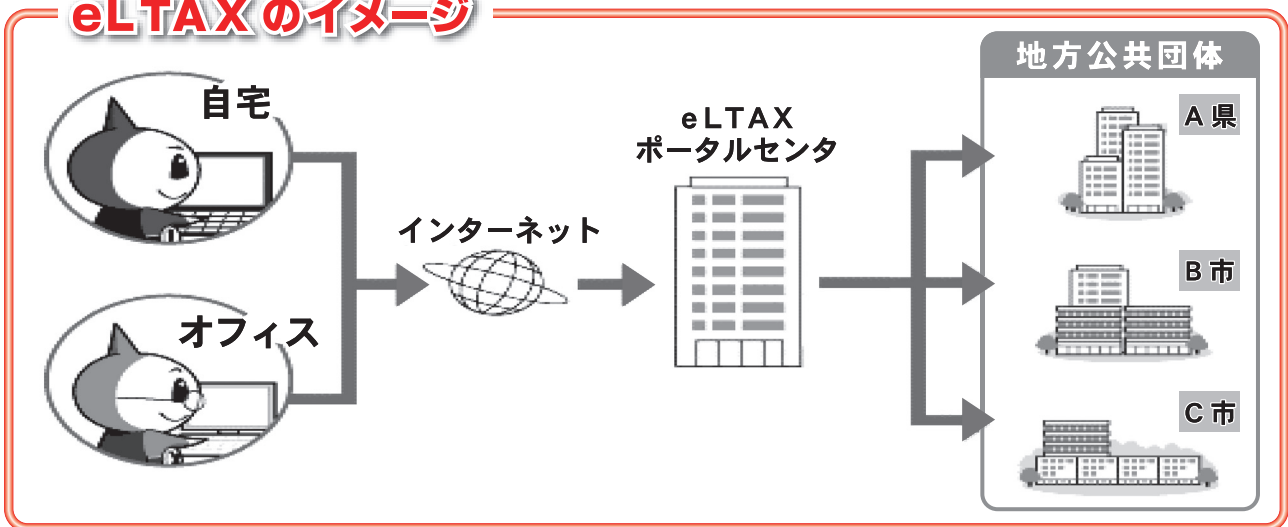 eLTAXのイメージ
自宅
オフィス
インターネット
eLTAX
ポータルセンタ
地方公共団体
A県
B市
C市